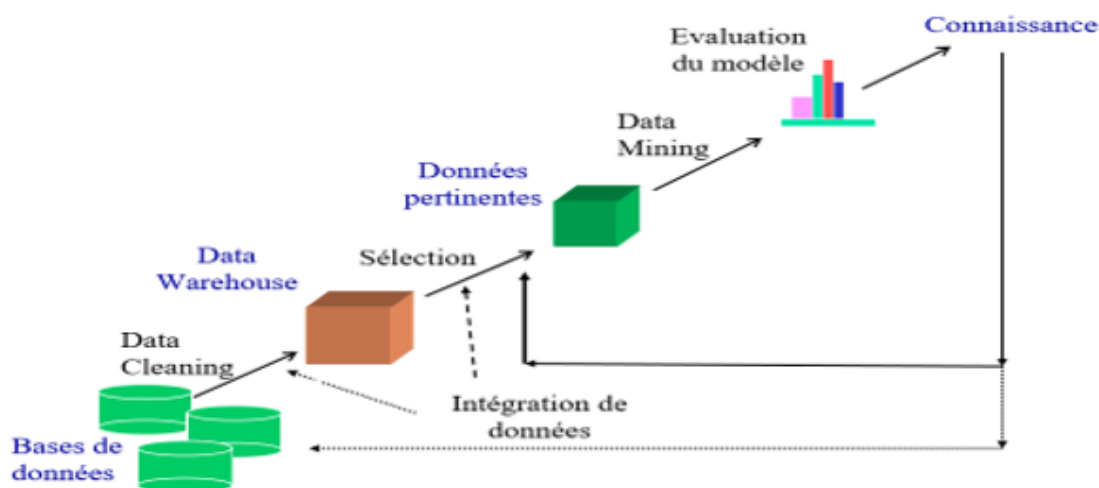 Connaissance
Evaluation
du modèle
Data
Mining
Données
pertinentes
Sélection
Data
Warehouse
Data
Cleaning
Intégration de
données
Bases de
données